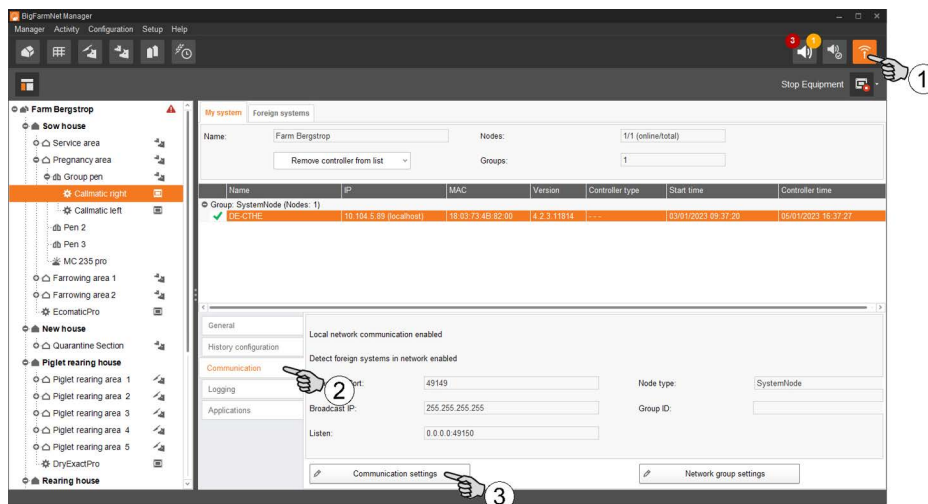 BigFarmNet Manager
Manager Activity Configuration Setup Help
3 1
1
Stop Equipment
Farm Bergstrop
Sow house
Service area
Pregnancy area
Group pen
Callmatic right
Callmatic left
Pen 2
Pen 3
MC 235 pro
Farrowing area 1
Farrowing area 2
EcomaticPro
New house
Quarantine Section
Piglet rearing house
Piglet rearing area 1
Piglet rearing area 2
Piglet rearing area 3
Piglet rearing area 4
Piglet rearing area 5
DryExactPro
Rearing house
My system Foreign systems
Name: Farm Bergstrop Nodes: 1/1 (online/total)
Remove controller from list Groups: 1
Name IP MAC Version Controller type Start time Controller time
Group: SystemNode (Nodes: 1)
DE-CTHE 10.104.5.89 (localhost) 18:03:73:4B:82:00 4.2.3.11814 - - - 03/01/2023 09:37:20 05/01/2023 16:37:27
General
History configuration
Communication
Logging
Applications
2
Local network communication enabled
Detect foreign systems in network enabled
ort: 49149 Node type: SystemNode
Broadcast IP: 255.255.255.255 Group ID:
Listen: 0.0.0.0:49150
Communication settings Network group settings
3